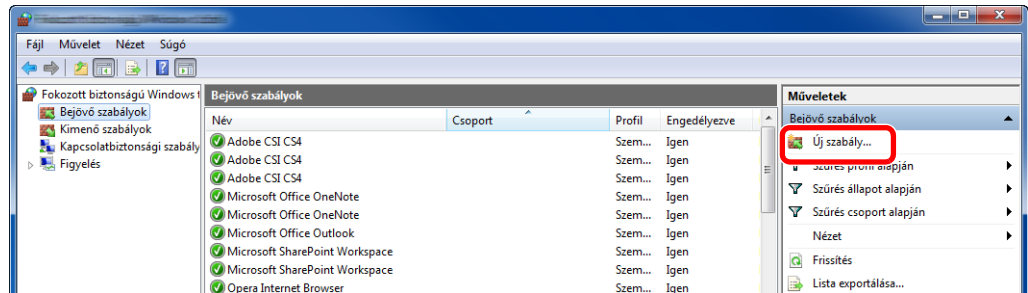 Fájl Művelet Nézet Súgó
Fokozott biztonságú Windows t
Bejövő szabályok
Kimenő szabályok
Kapcsolatbiztonsági szabály
Figyelés
Bejövő szabályok
Név Csoport Profil Engedélyezve
Adobe CSI CS4 Szem... Igen
Adobe CSI CS4 Szem... Igen
Adobe CSI CS4 Szem... Igen
Microsoft Office OneNote Szem... Igen
Microsoft Office OneNote Szem... Igen
Microsoft Office Outlook Szem... Igen
Microsoft SharePoint Workspace Szem... Igen
Microsoft SharePoint Workspace Szem... Igen
Opera Internet Browser Szem... Igen
Műveletek
Bejövő szabályok
Új szabály...
Szűrés profil alapján
Szűrés állapot alapján
Szűrés csoport alapján
Nézet
Frissítés
Lista exportálása...